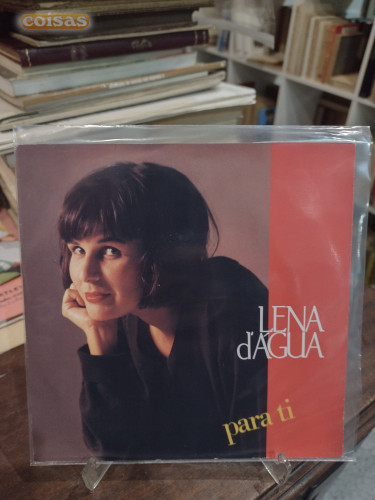 coisas
LENA
d'ÁGUA
para ti